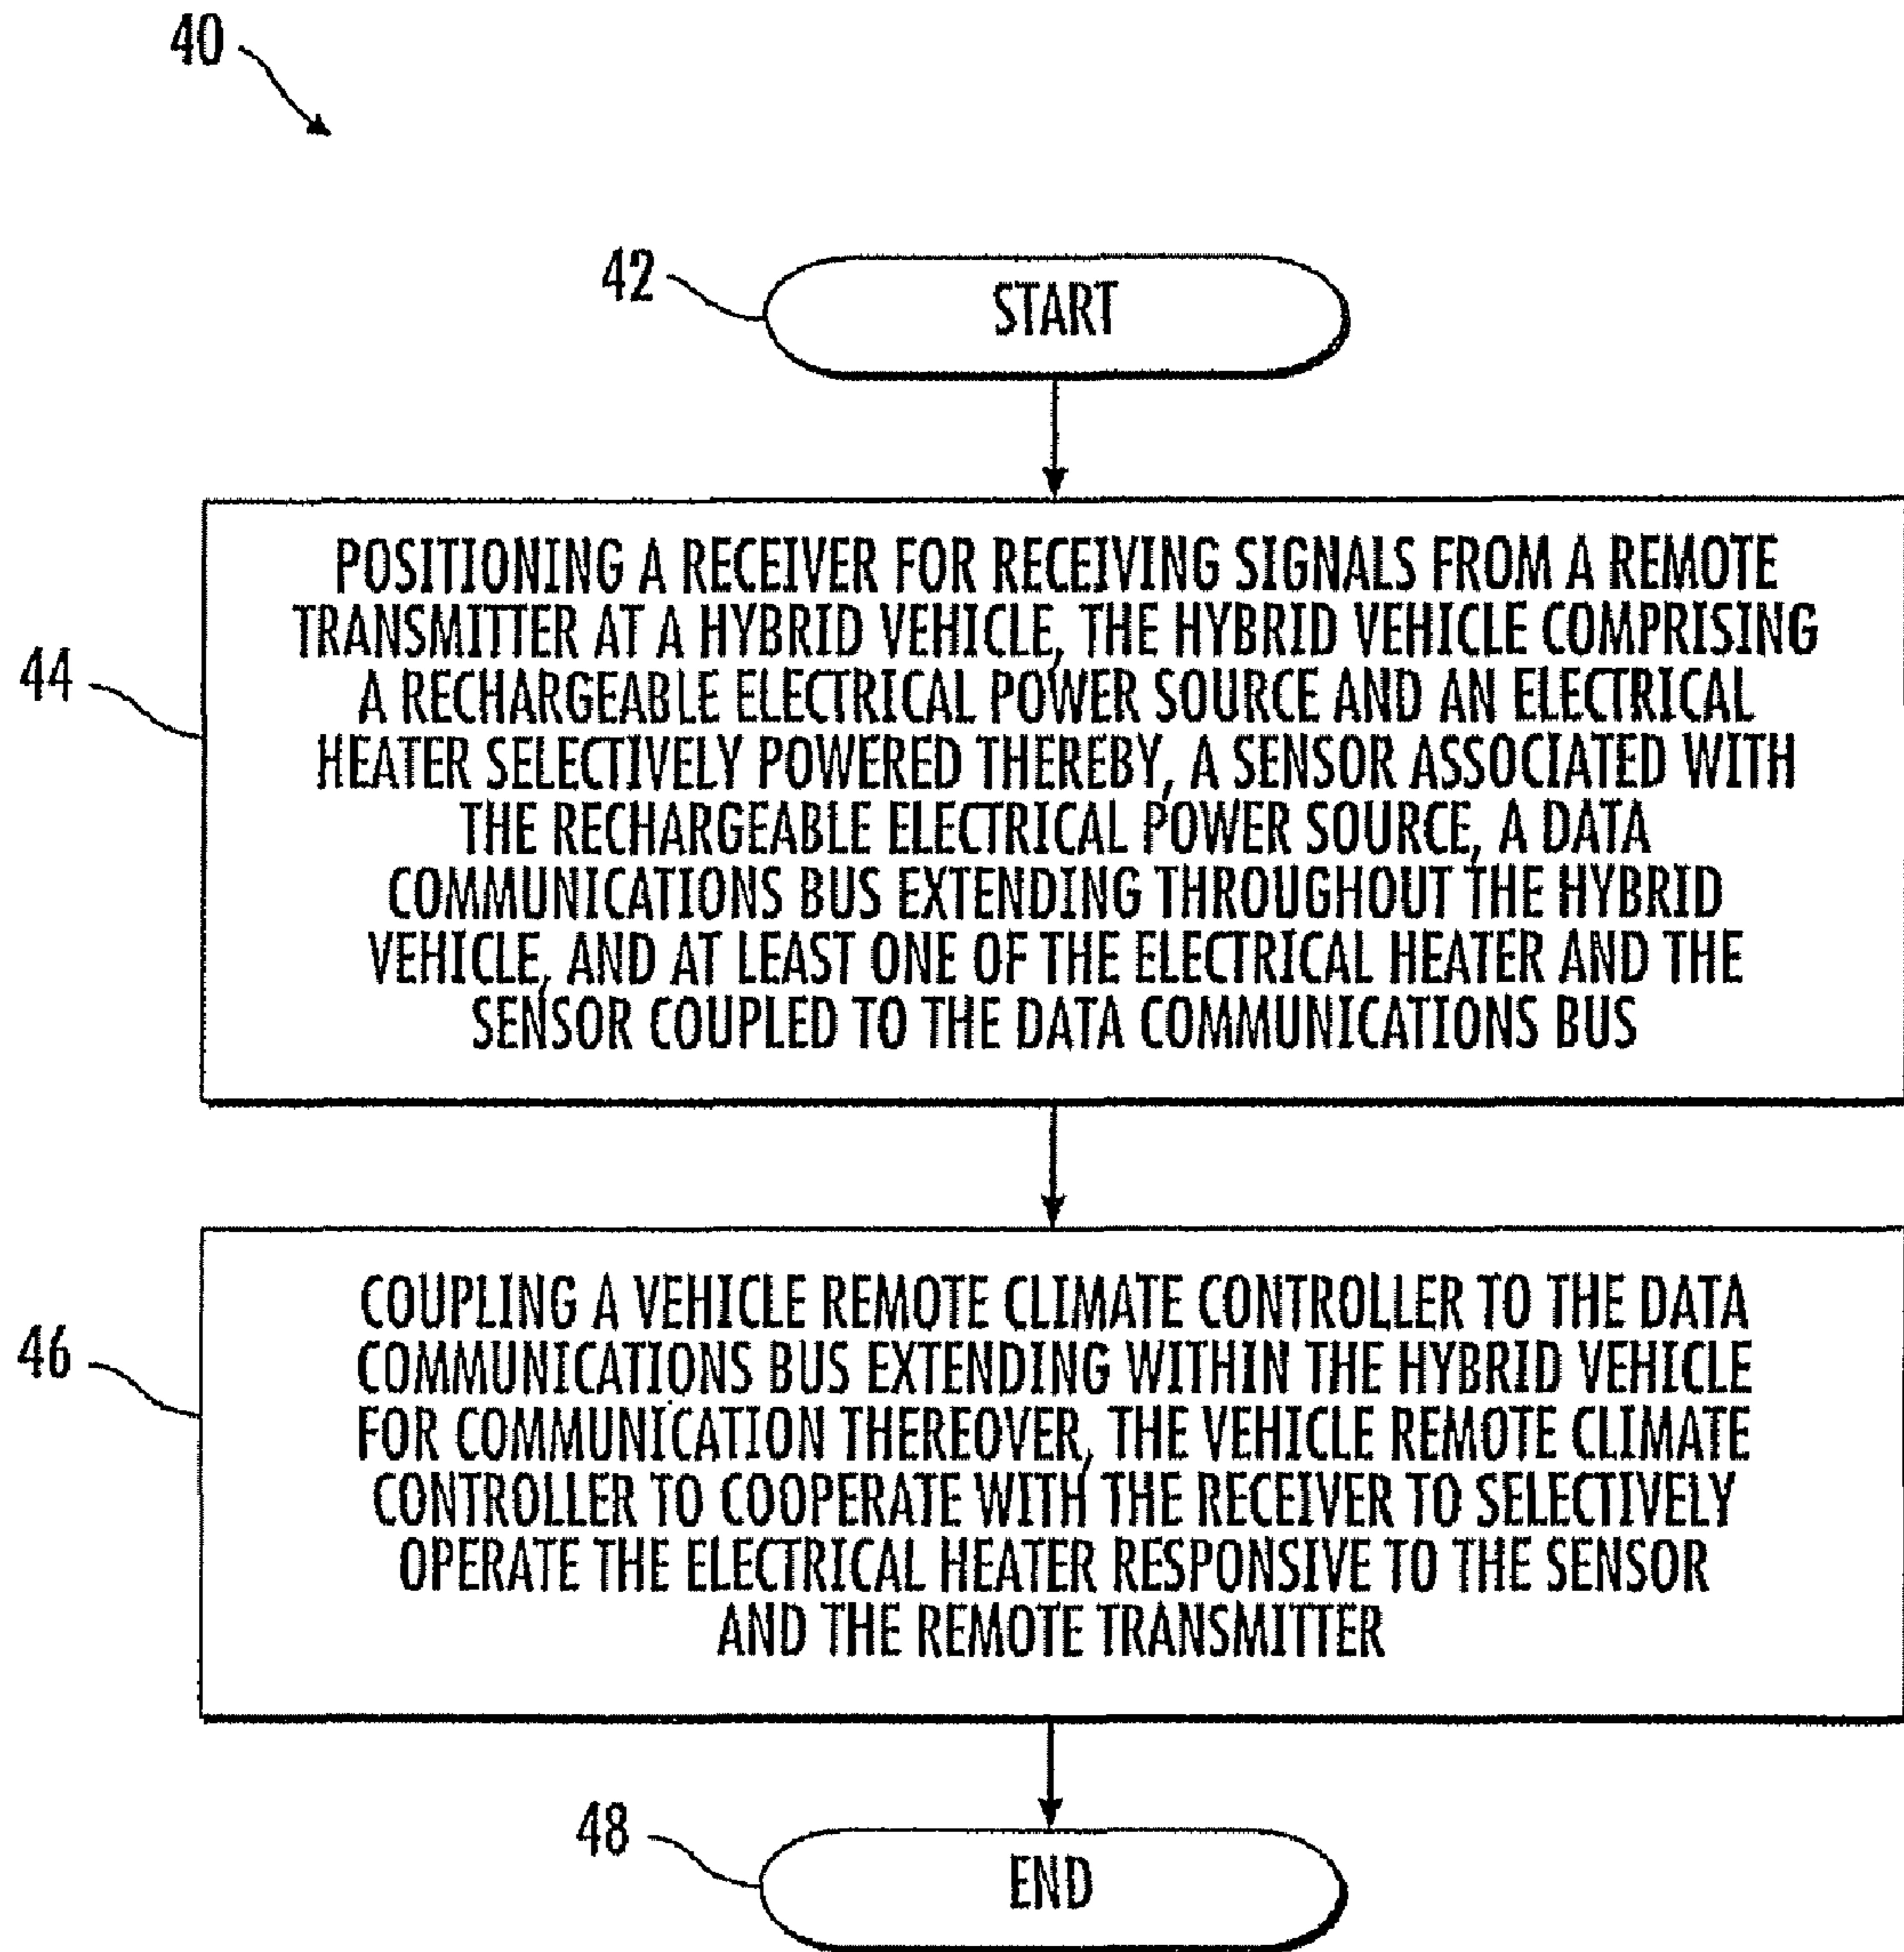 40
42
START
44
POSITIONING A RECEIVER FOR RECEIVING SIGNALS FROM A REMOTE
TRANSMITTER AT A HYBRID VEHICLE, THE HYBRID VEHICLE COMPRISING
A RECHARGEABLE ELECTRICAL POWER SOURCE AND AN ELECTRICAL
HEATER SELECTIVELY POWERED THEREBY, A SENSOR ASSOCIATED WITH
THE RECHARGEABLE ELECTRICAL POWER SOURCE, A DATA
COMMUNICATIONS BUS EXTENDING THROUGHOUT THE HYBRID
VEHICLE, AND AT LEAST ONE OF THE ELECTRICAL HEATER AND THE
SENSOR COUPLED TO THE DATA COMMUNICATIONS BUS
46
COUPLING A VEHICLE REMOTE CLIMATE CONTROLLER TO THE DATA
COMMUNICATIONS BUS EXTENDING WITHIN THE HYBRID VEHICLE
FOR COMMUNICATION THEREOVER, THE VEHICLE REMOTE CLIMATE
CONTROLLER TO COOPERATE WITH THE RECEIVER TO SELECTIVELY
OPERATE THE ELECTRICAL HEATER RESPONSIVE TO THE SENSOR
AND THE REMOTE TRANSMITTER
48
END